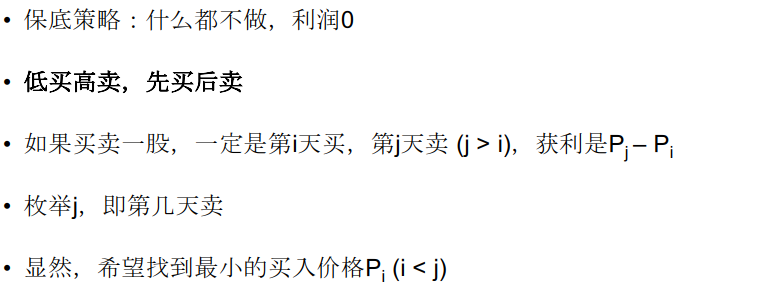 • 保底策略：什么都不做，利润0
• 低买高卖，先买后卖
• 如果买卖一股，一定是第i天买，第j天卖 (j > i)，获利是Pj – Pi
• 枚举j，即第几天卖
• 显然，希望找到最小的买入价格Pi (i < j)